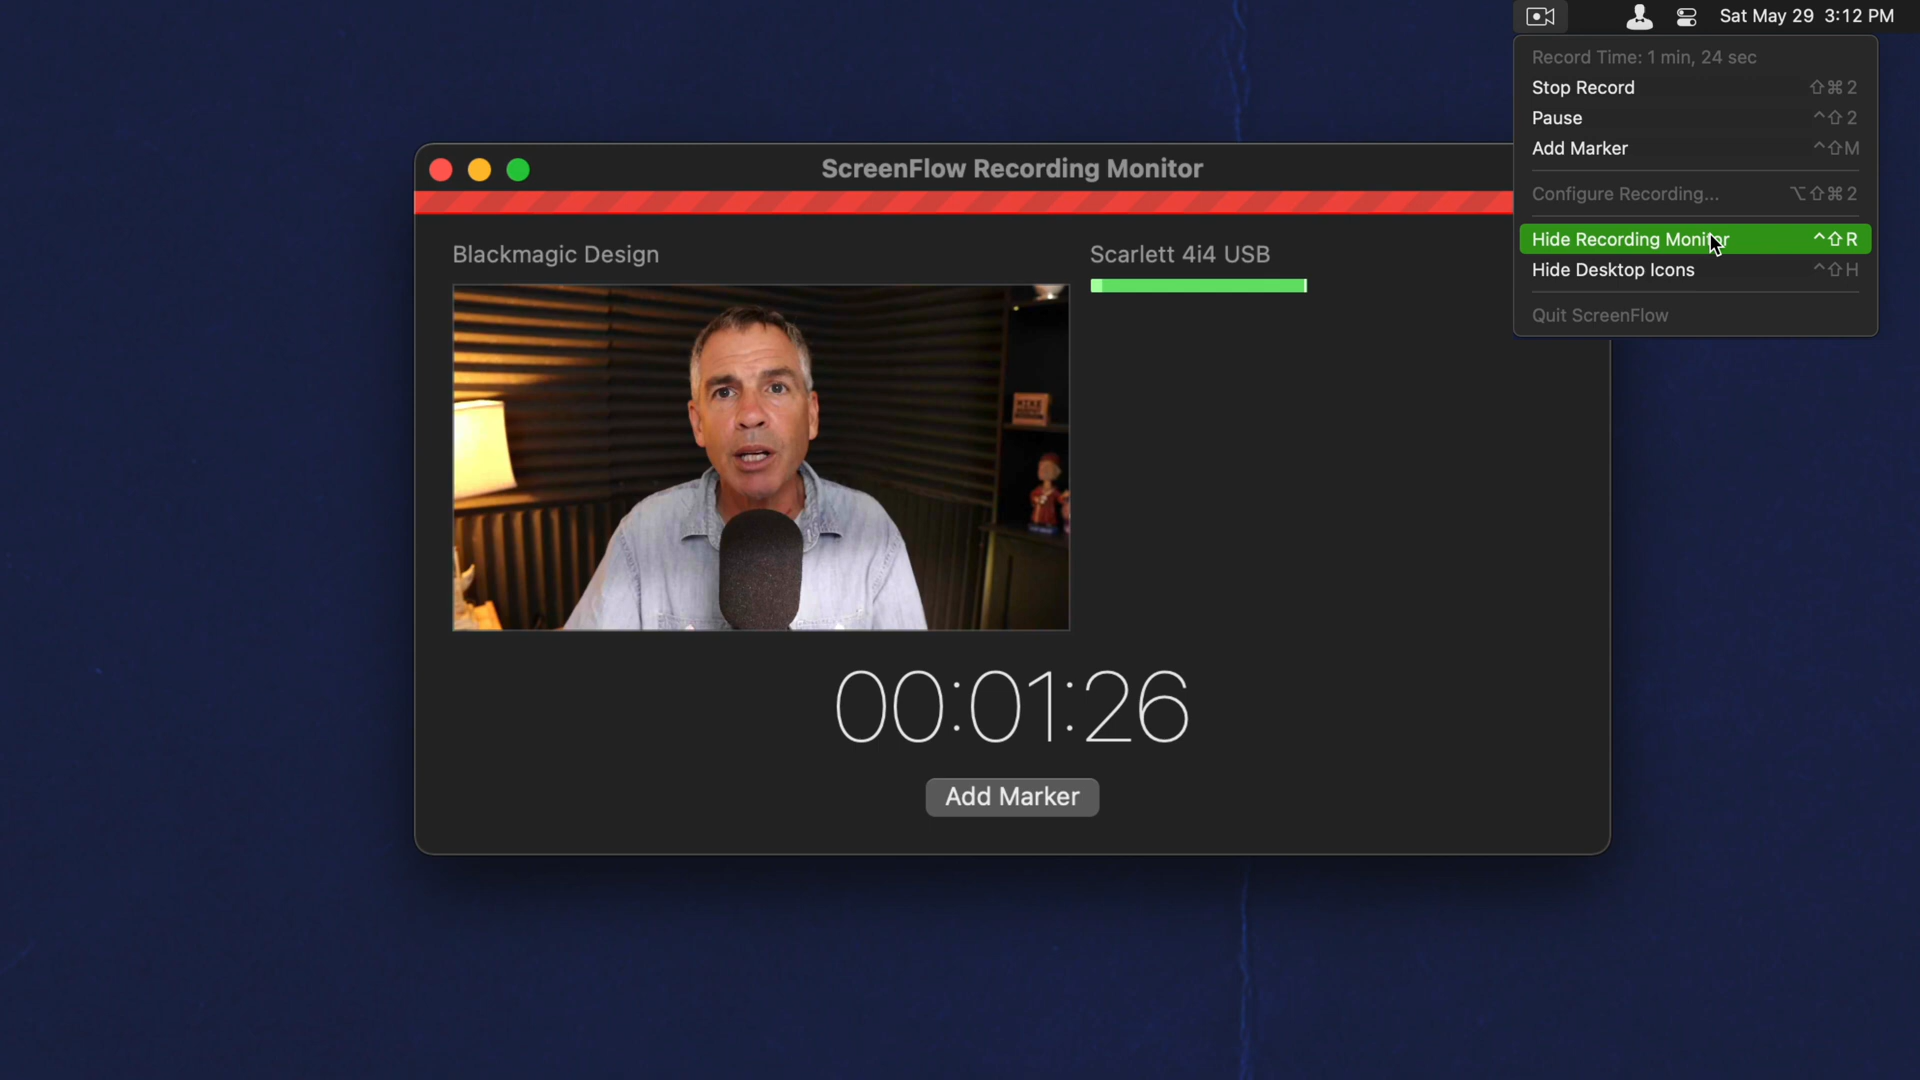 Sat May 29 3:12 PM
Record Time: 1 min, 24 sec
Stop Record ⇧⌘2
Pause ^⇧2
Add Marker ^⇧M
Configure Recording... ⌥⇧⌘2
Hide Recording Monitor ^⇧R
Hide Desktop Icons ^⇧H
Quit ScreenFlow
ScreenFlow Recording Monitor
Blackmagic Design
Scarlett 4i4 USB
MIKE
00:01:26
Add Marker